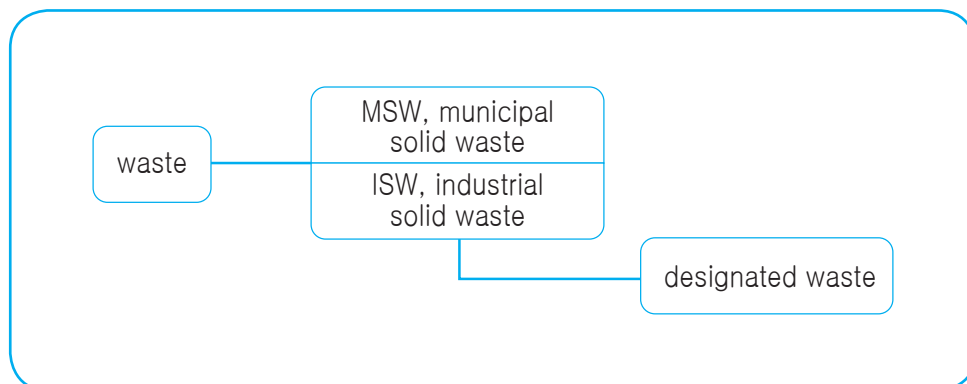 waste
MSW, municipal
solid waste
ISW, industrial
solid waste
designated waste